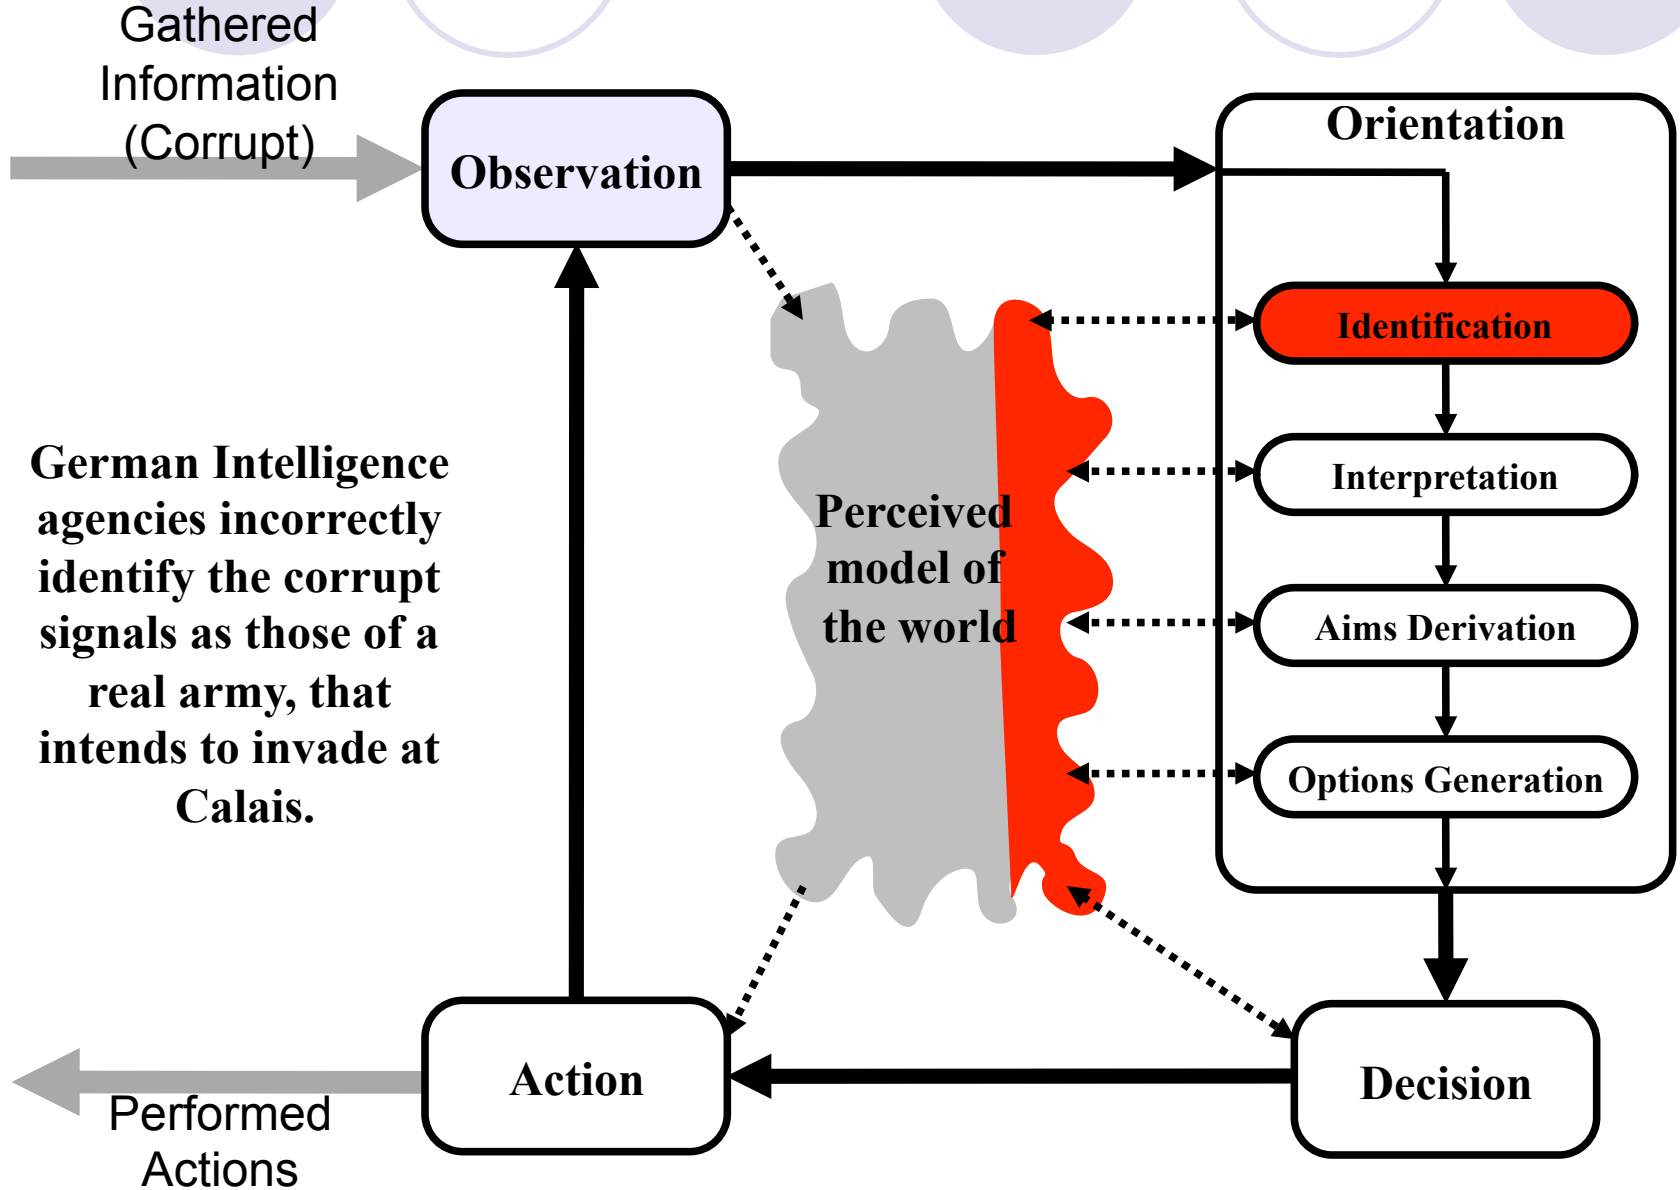 Gathered
Information
(Corrupt)
Observation
Orientation
Identification
Interpretation
Aims Derivation
Options Generation
Perceived
model of
the world
German Intelligence
agencies incorrectly
identify the corrupt
signals as those of a
real army, that
intends to invade at
Calais.
Action
Decision
Performed
Actions